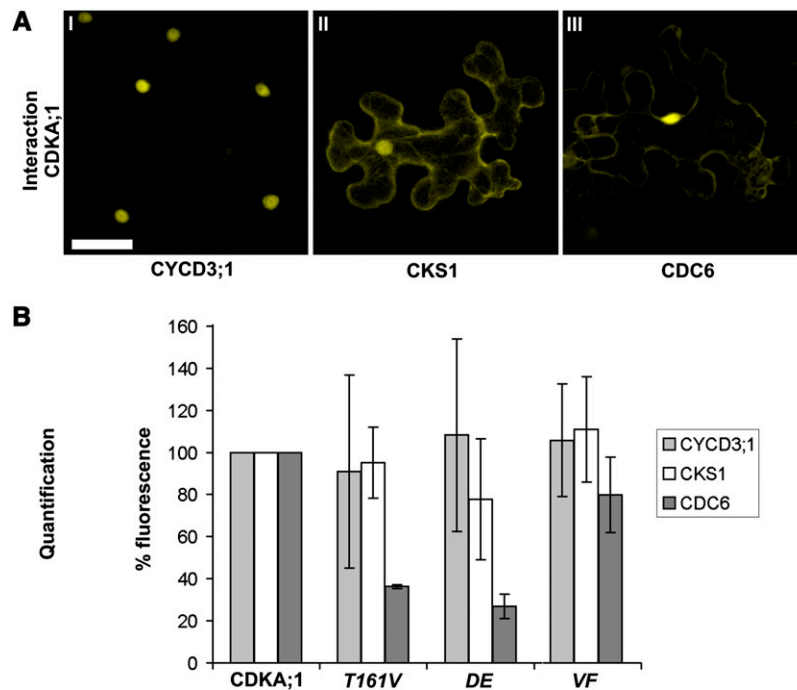 A
I
II
III
Interaction
CDKA;1
CYCD3;1
CKS1
CDC6
B
Quantification
% fluorescence
160
140
120
100
80
60
40
20
0
CDKA;1
T161V
DE
VF
CYCD3;1
CKS1
CDC6